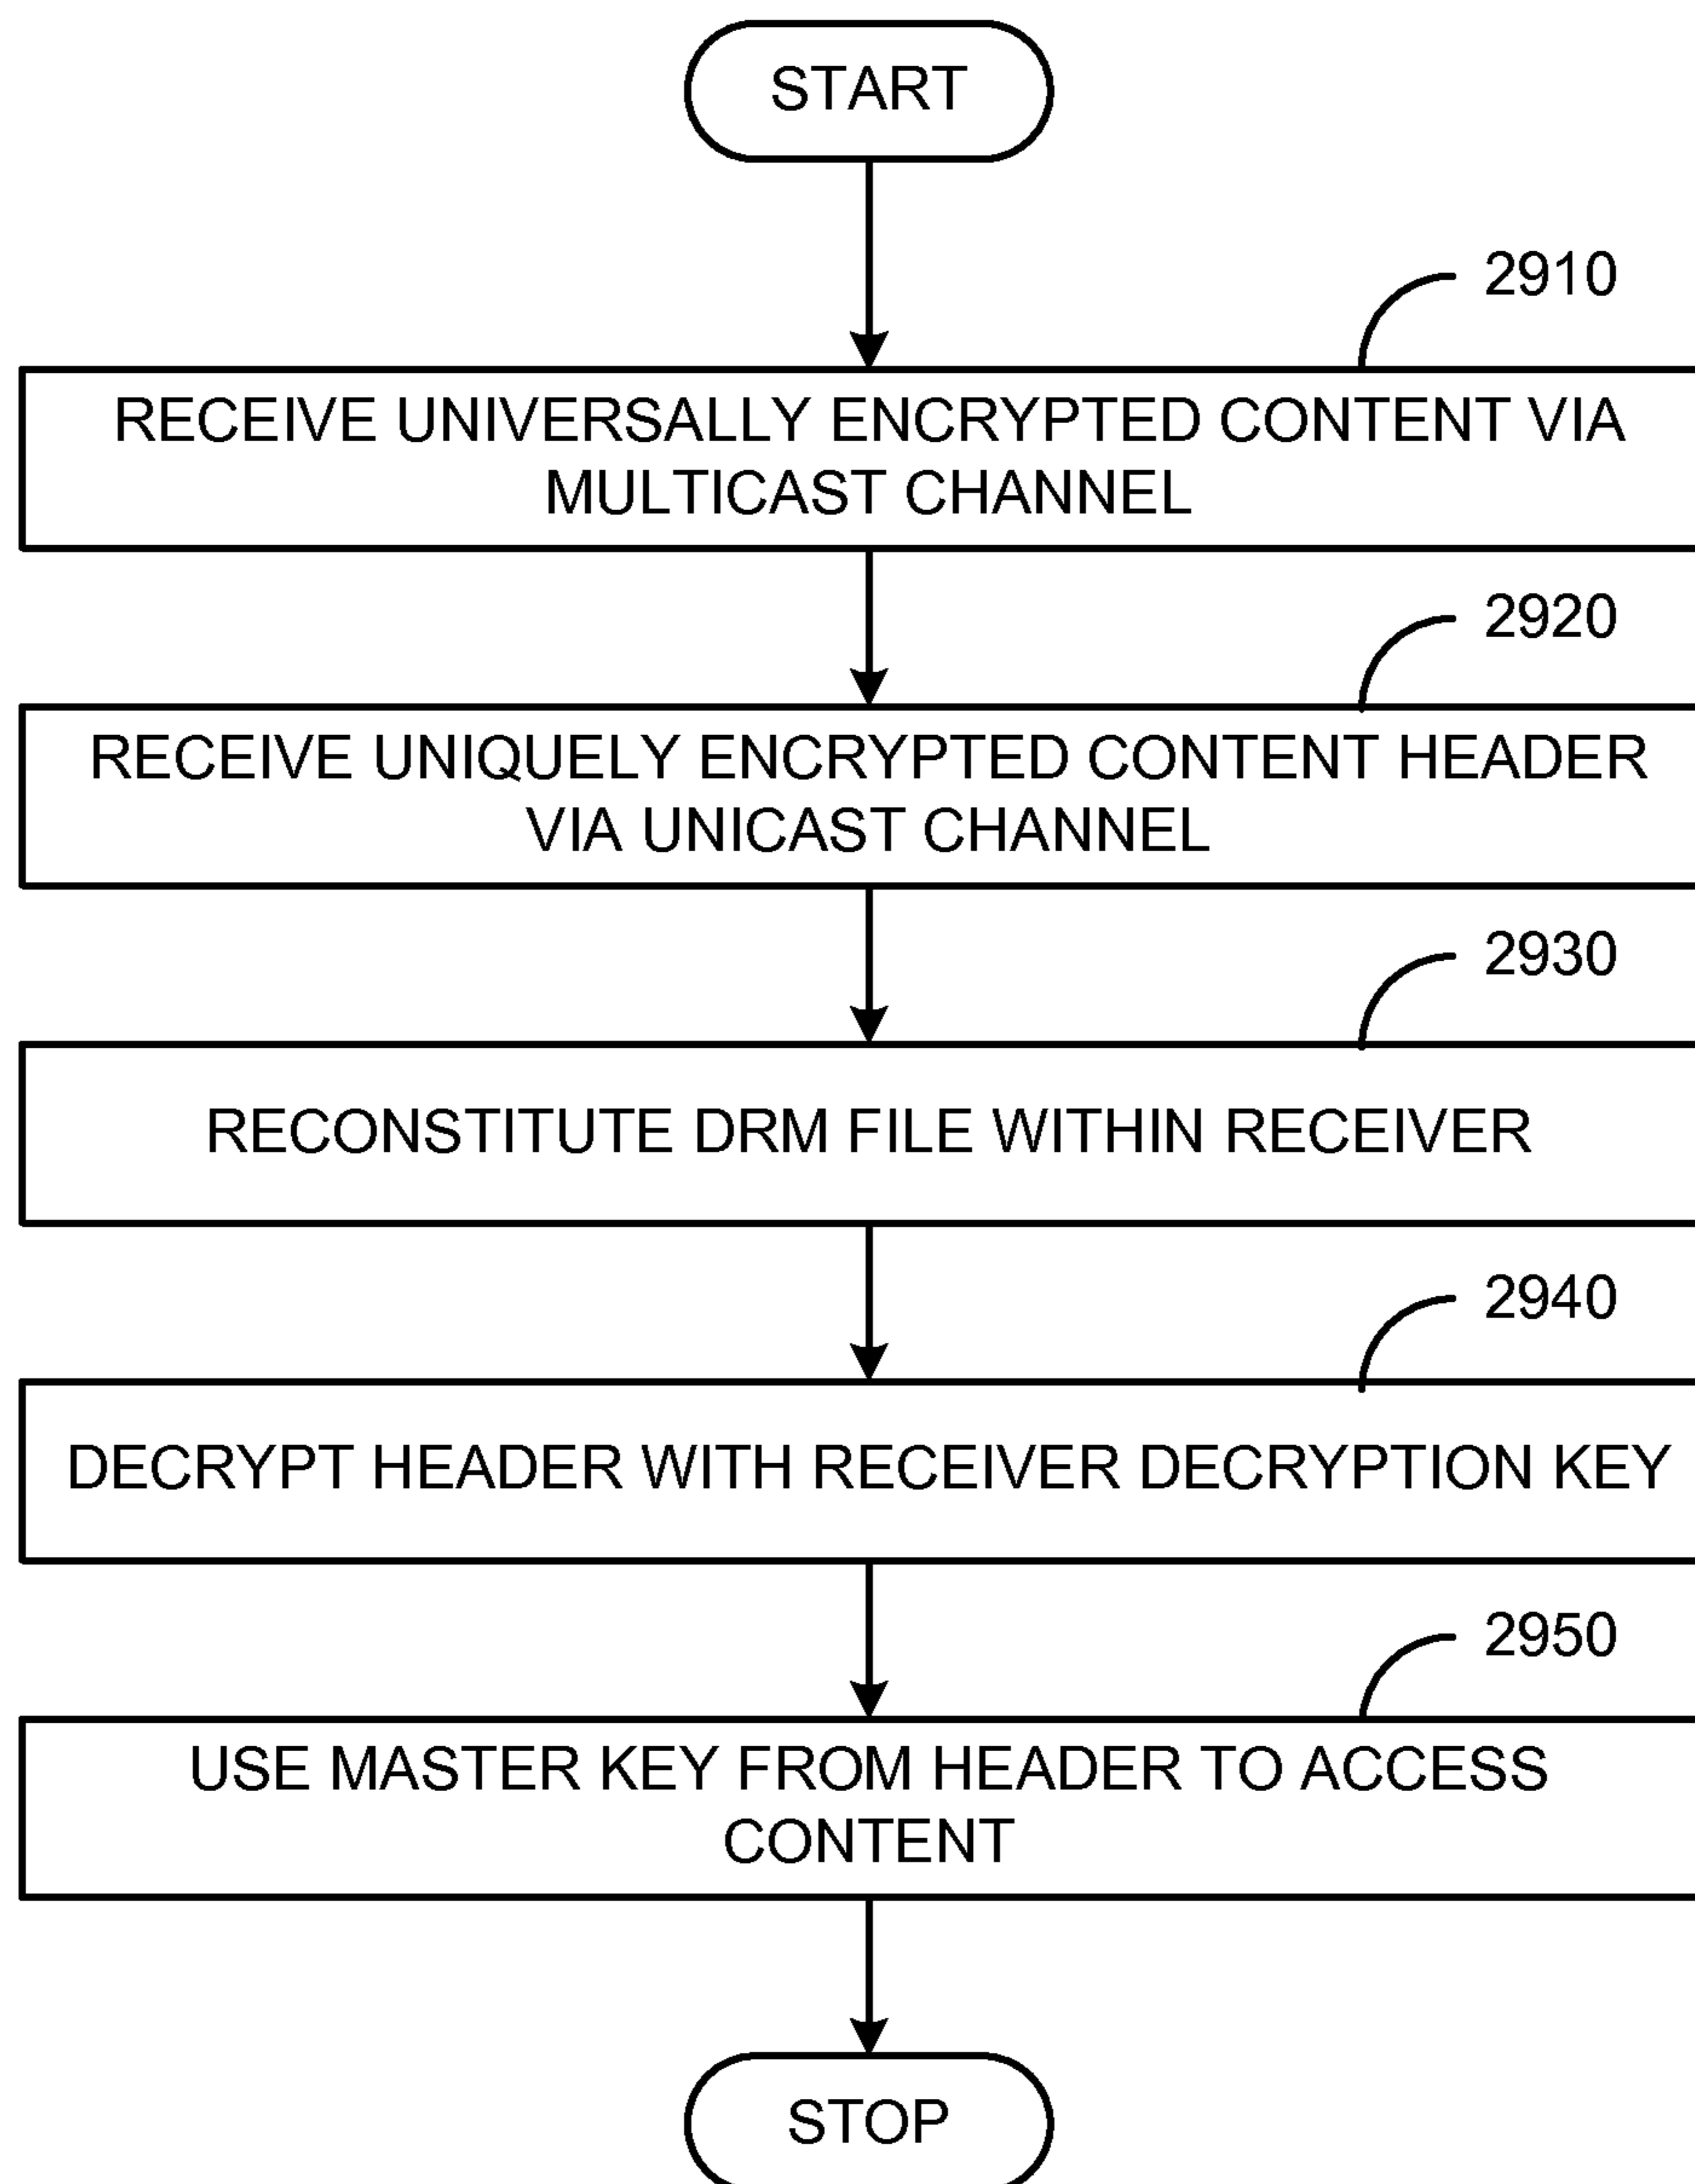 START
2910
RECEIVE UNIVERSALLY ENCRYPTED CONTENT VIA
MULTICAST CHANNEL
2920
RECEIVE UNIQUELY ENCRYPTED CONTENT HEADER
VIA UNICAST CHANNEL
2930
RECONSTITUTE DRM FILE WITHIN RECEIVER
2940
DECRYPT HEADER WITH RECEIVER DECRYPTION KEY
2950
USE MASTER KEY FROM HEADER TO ACCESS
CONTENT
STOP